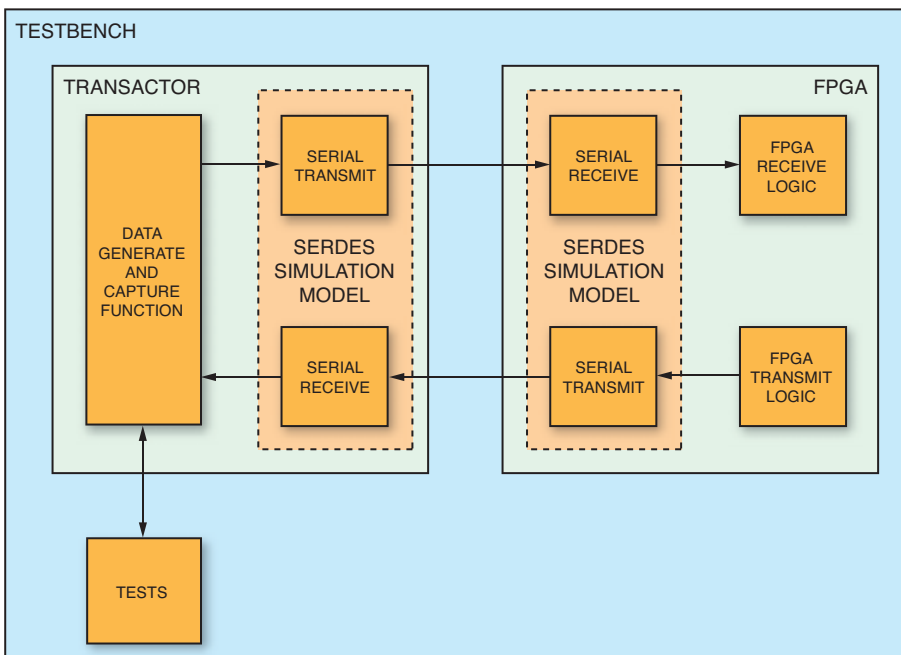 TESTBENCH
TRANSACTOR
DATA
GENERATE
AND
CAPTURE
FUNCTION
SERIAL
TRANSMIT
SERDES
SIMULATION
MODEL
SERIAL
RECEIVE
FPGA
SERIAL
RECEIVE
SERDES
SIMULATION
MODEL
SERIAL
TRANSMIT
FPGA
RECEIVE
LOGIC
FPGA
TRANSMIT
LOGIC
TESTS